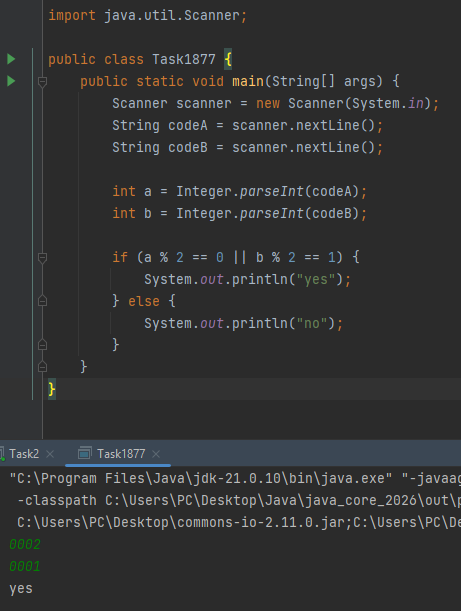 import java.util.Scanner;
public class Task1877 {
public static void main(String[] args) {
Scanner scanner = new Scanner(System.in);
String codeA = scanner.nextLine();
String codeB = scanner.nextLine();
int a = Integer.parseInt(codeA);
int b = Integer.parseInt(codeB);
if (a % 2 == 0 || b % 2 == 1) {
System.out.println("yes");
} else {
System.out.println("no");
}
}
}
Task2 × Task1877 ×
"C:\Program Files\Java\jdk-21.0.10\bin\java.exe" "-javaag
-classpath C:\Users\PC\Desktop\Java\java_core_2026\out\p
C:\Users\PC\Desktop\commons-io-2.11.0.jar;C:\Users\PC\De
0002
0001
yes